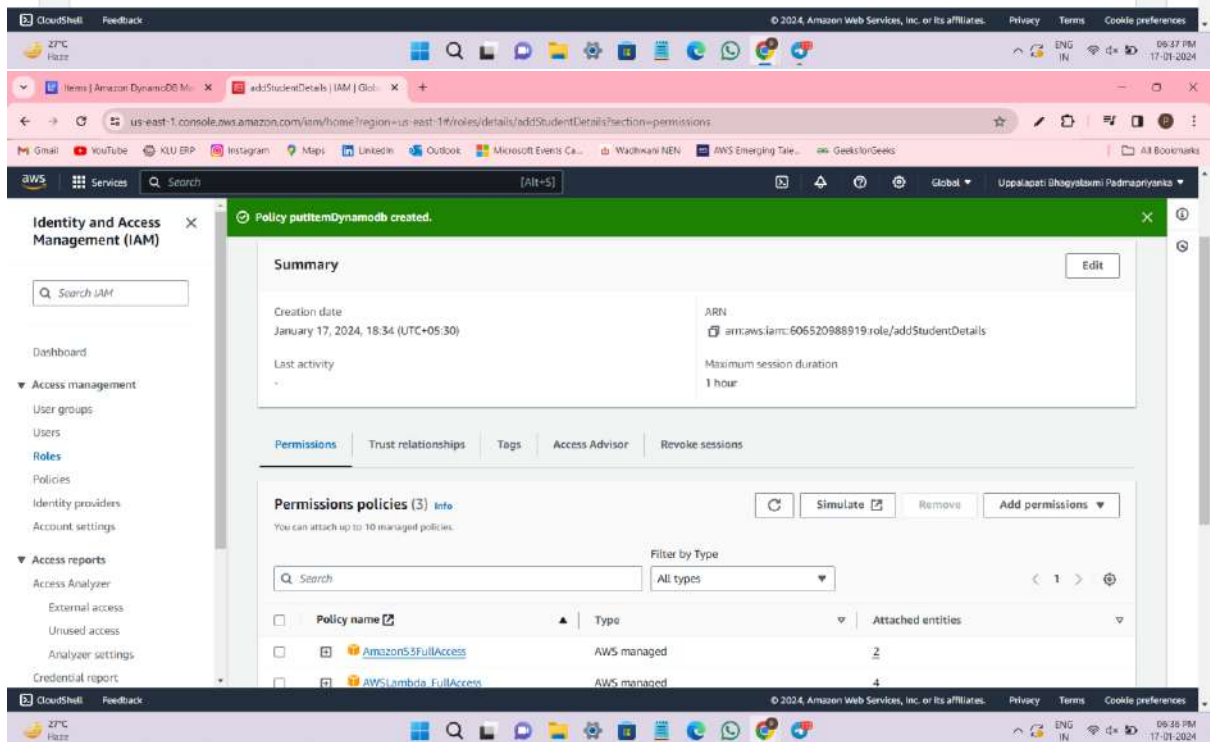 CloudShell Feedback © 2024, Amazon Web Services, Inc. or its affiliates. Privacy Terms Cookie preferences
27°C ENG 06:37 PM
Haze IN 17-01-2024
Items | Amazon DynamoDB Ma addStudentDetails | IAM | Glob
us-east-1.console.aws.amazon.com/iam/home?region=us-east-1#/roles/details/addStudentDetails?section=permissions
Gmail YouTube KLU ERP Instagram Maps LinkedIn Outlook Microsoft Events Ca... Wadhwani NEN AWS Emerging Tale... GeeksforGeeks All Bookmarks
aws Services Search [Alt+S] Global Uppalapati Bhagyalaxmi Padmapriyanka
Identity and Access Management (IAM)
Policy putItemDynamodb created.
Search IAM
Dashboard
Access management
User groups
Users
Roles
Policies
Identity providers
Account settings
Access reports
Access Analyzer
External access
Unused access
Analyzer settings
Credential report
Summary Edit
Creation date ARN
January 17, 2024, 18:34 (UTC+05:30) arn:aws:iam::606520988919:role/addStudentDetails
Last activity Maximum session duration
- 1 hour
Permissions Trust relationships Tags Access Advisor Revoke sessions
Permissions policies (3) Info Simulate Remove Add permissions
You can attach up to 10 managed policies.
Filter by Type
Search All types 1
Policy name Type Attached entities
AmazonS3FullAccess AWS managed 2
AWSLambda_FullAccess AWS managed 4
CloudShell Feedback © 2024, Amazon Web Services, Inc. or its affiliates. Privacy Terms Cookie preferences
27°C ENG 06:38 PM
Haze IN 17-01-2024